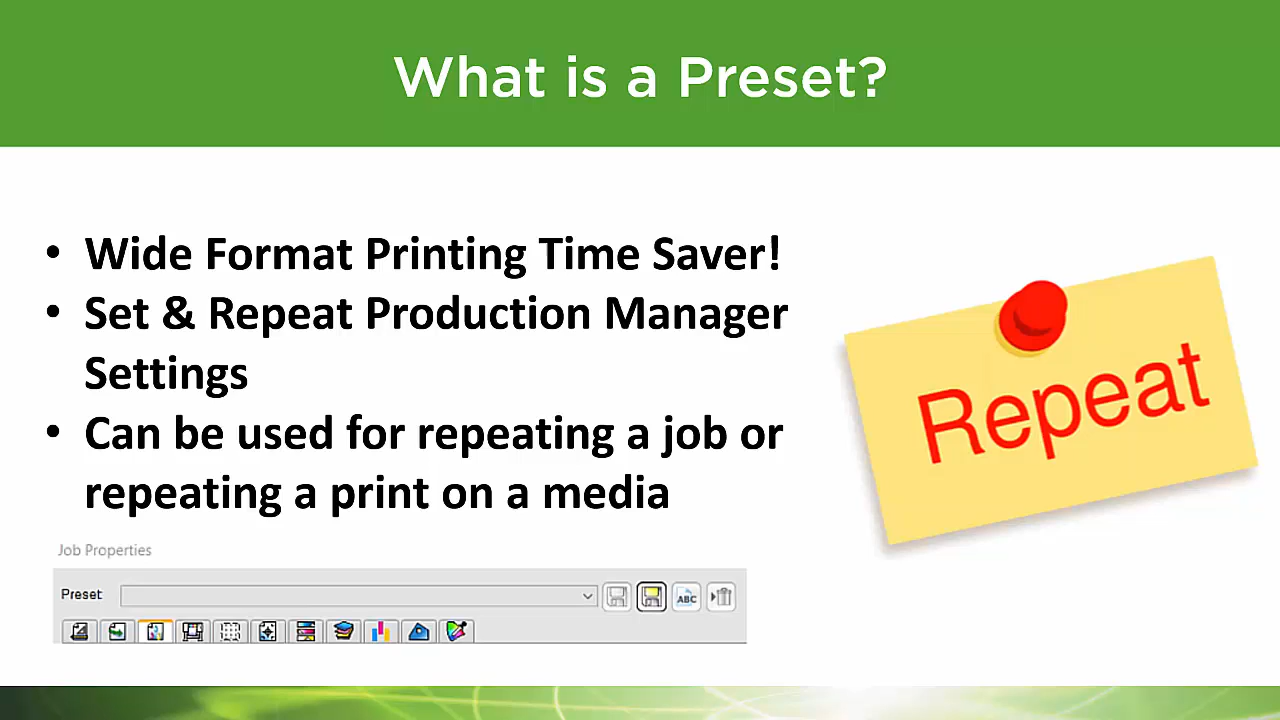 What is a Preset?
• Wide Format Printing Time Saver!
• Set & Repeat Production Manager
Settings
• Can be used for repeating a job or
repeating a print on a media
Repeat
Job Properties
Preset
ABC